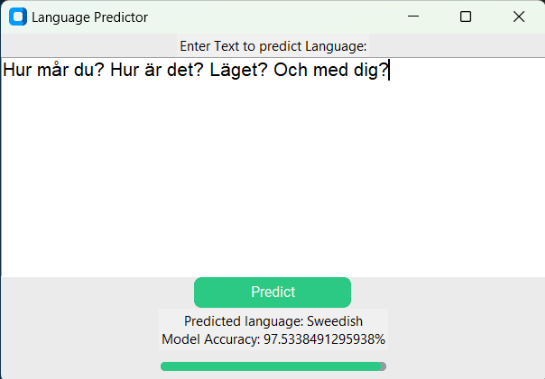 Language Predictor
Enter Text to predict Language:
Hur mår du? Hur är det? Läget? Och med dig?
Predict
Predicted language: Sweedish
Model Accuracy: 97.5338491295938%